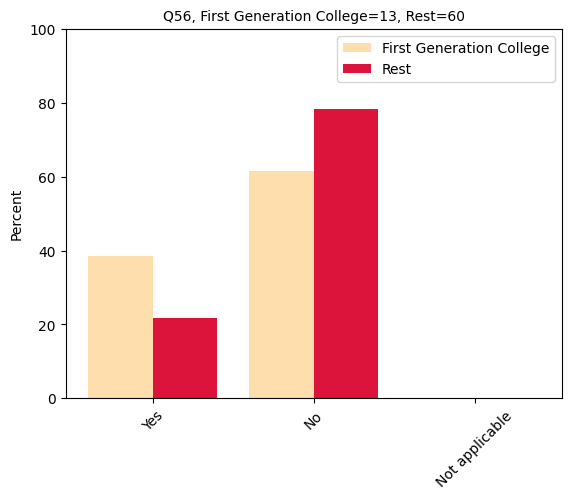 Q56, First Generation College=13, Rest=60
First Generation College
Rest
Percent
100
80
60
40
20
0
Yes
No
Not applicable